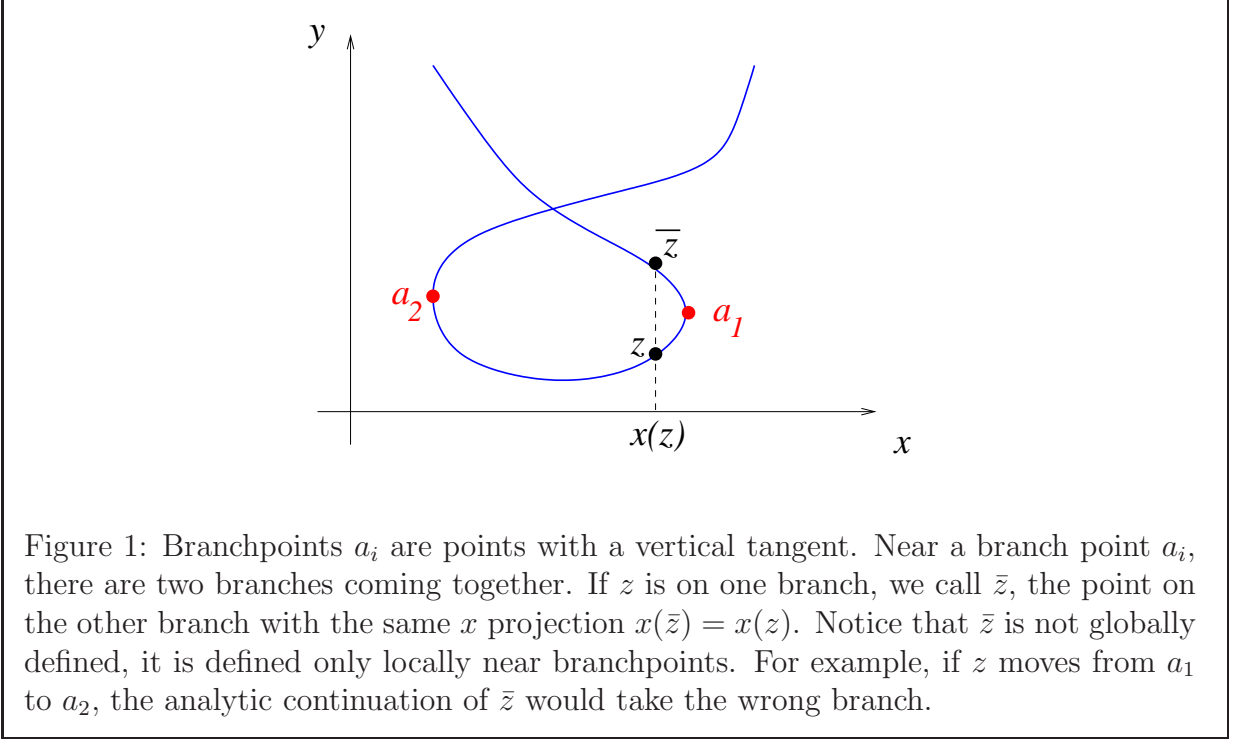 y
z̄
a₂
a₁
z
x(z)
x
Figure 1: Branchpoints aᵢ are points with a vertical tangent. Near a branch point aᵢ,
there are two branches coming together. If z is on one branch, we call z̄, the point on
the other branch with the same x projection x(z̄) = x(z). Notice that z̄ is not globally
defined, it is defined only locally near branchpoints. For example, if z moves from a₁
to a₂, the analytic continuation of z̄ would take the wrong branch.